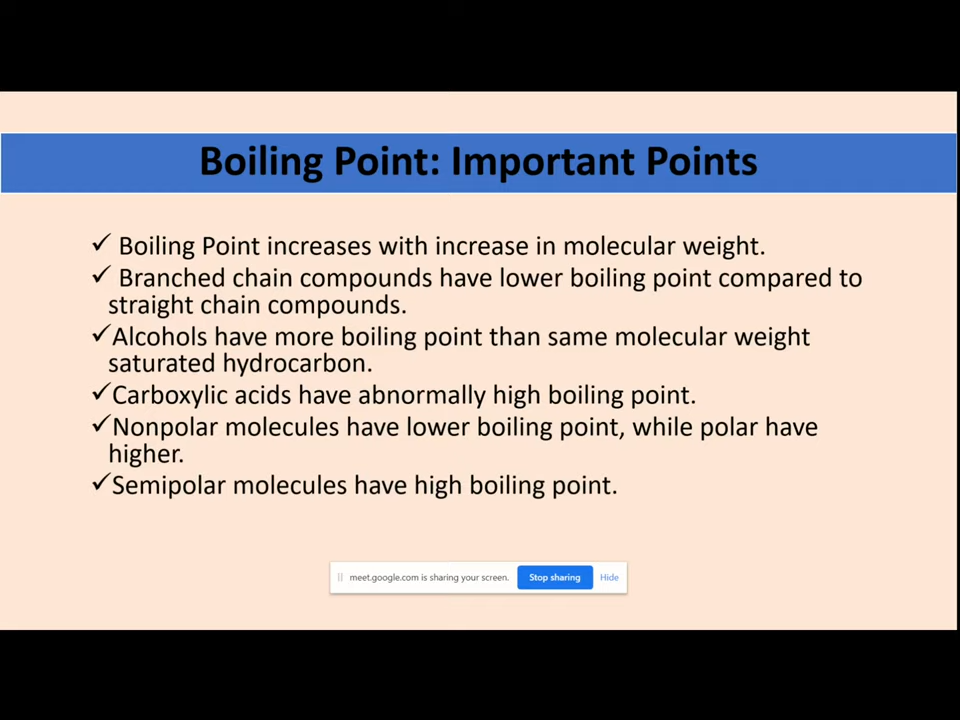 Boiling Point: Important Points
✓ Boiling Point increases with increase in molecular weight.
✓ Branched chain compounds have lower boiling point compared to
straight chain compounds.
✓Alcohols have more boiling point than same molecular weight
saturated hydrocarbon.
✓Carboxylic acids have abnormally high boiling point.
✓Nonpolar molecules have lower boiling point, while polar have
higher.
✓Semipolar molecules have high boiling point.
meet.google.com is sharing your screen. Stop sharing Hide